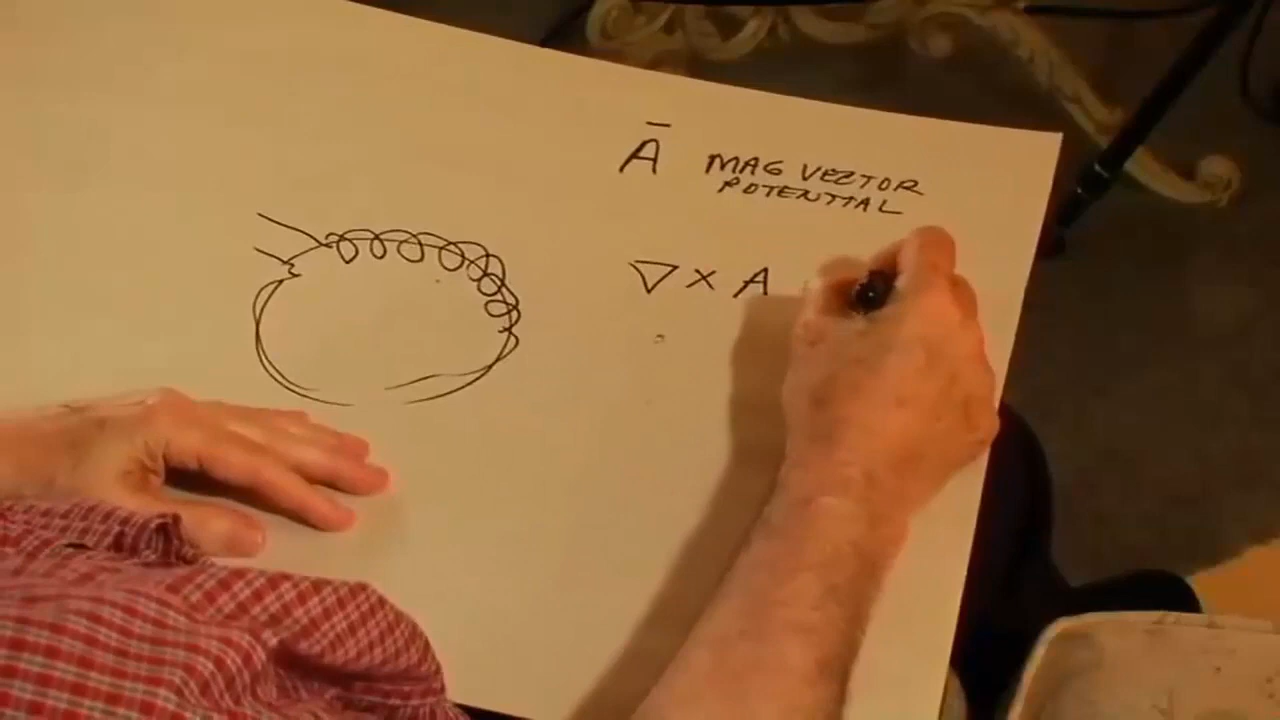 Ā MAG VECTOR
POTENTIAL
∇ × A